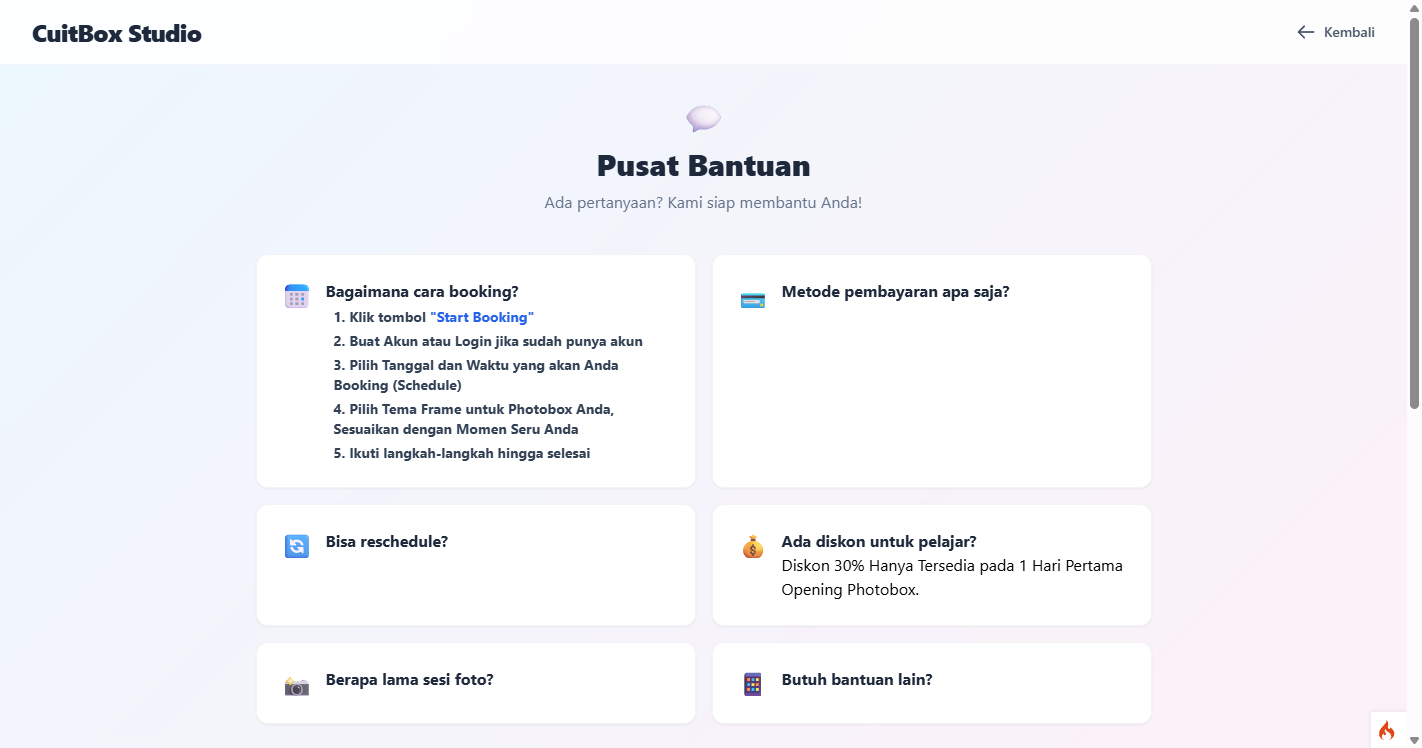 CuitBox Studio
Kembali
Pusat Bantuan
Ada pertanyaan? Kami siap membantu Anda!
Bagaimana cara booking?
1. Klik tombol "Start Booking"
2. Buat Akun atau Login jika sudah punya akun
3. Pilih Tanggal dan Waktu yang akan Anda
Booking (Schedule)
4. Pilih Tema Frame untuk Photobox Anda,
Sesuaikan dengan Momen Seru Anda
5. Ikuti langkah-langkah hingga selesai
Metode pembayaran apa saja?
Bisa reschedule?
Ada diskon untuk pelajar?
Diskon 30% Hanya Tersedia pada 1 Hari Pertama
Opening Photobox.
Berapa lama sesi foto?
Butuh bantuan lain?